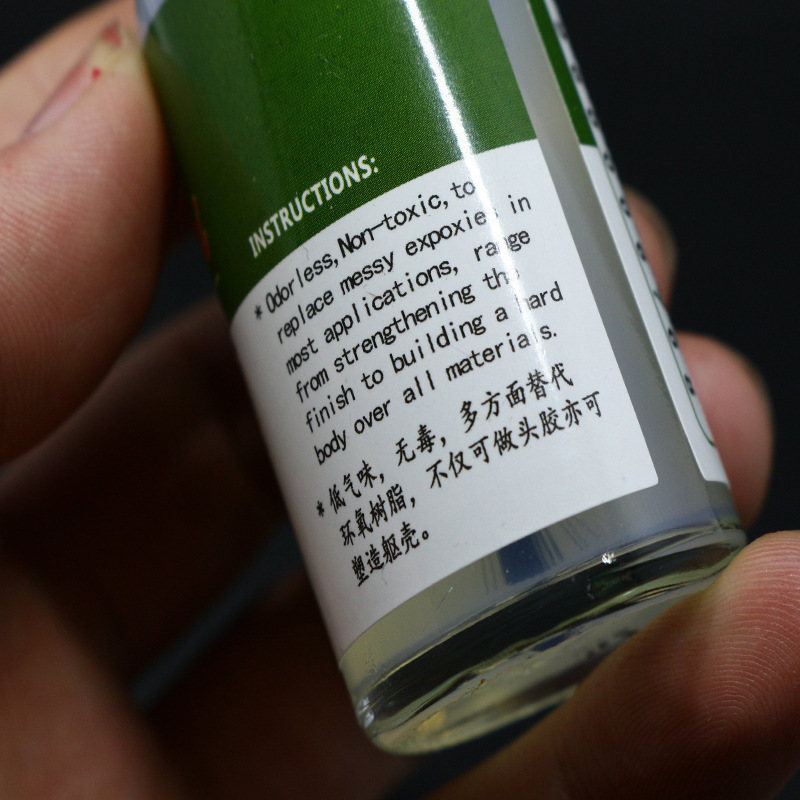 INSTRUCTIONS:
* Odorless, Non-toxic, to
replace messy expoxies in
most applications, range
from strengthening the
finish to building a hard
body over all materials.
* 低气味，无毒，多方面替代
环氧树脂，不仅可做头胶亦可
塑造躯壳。